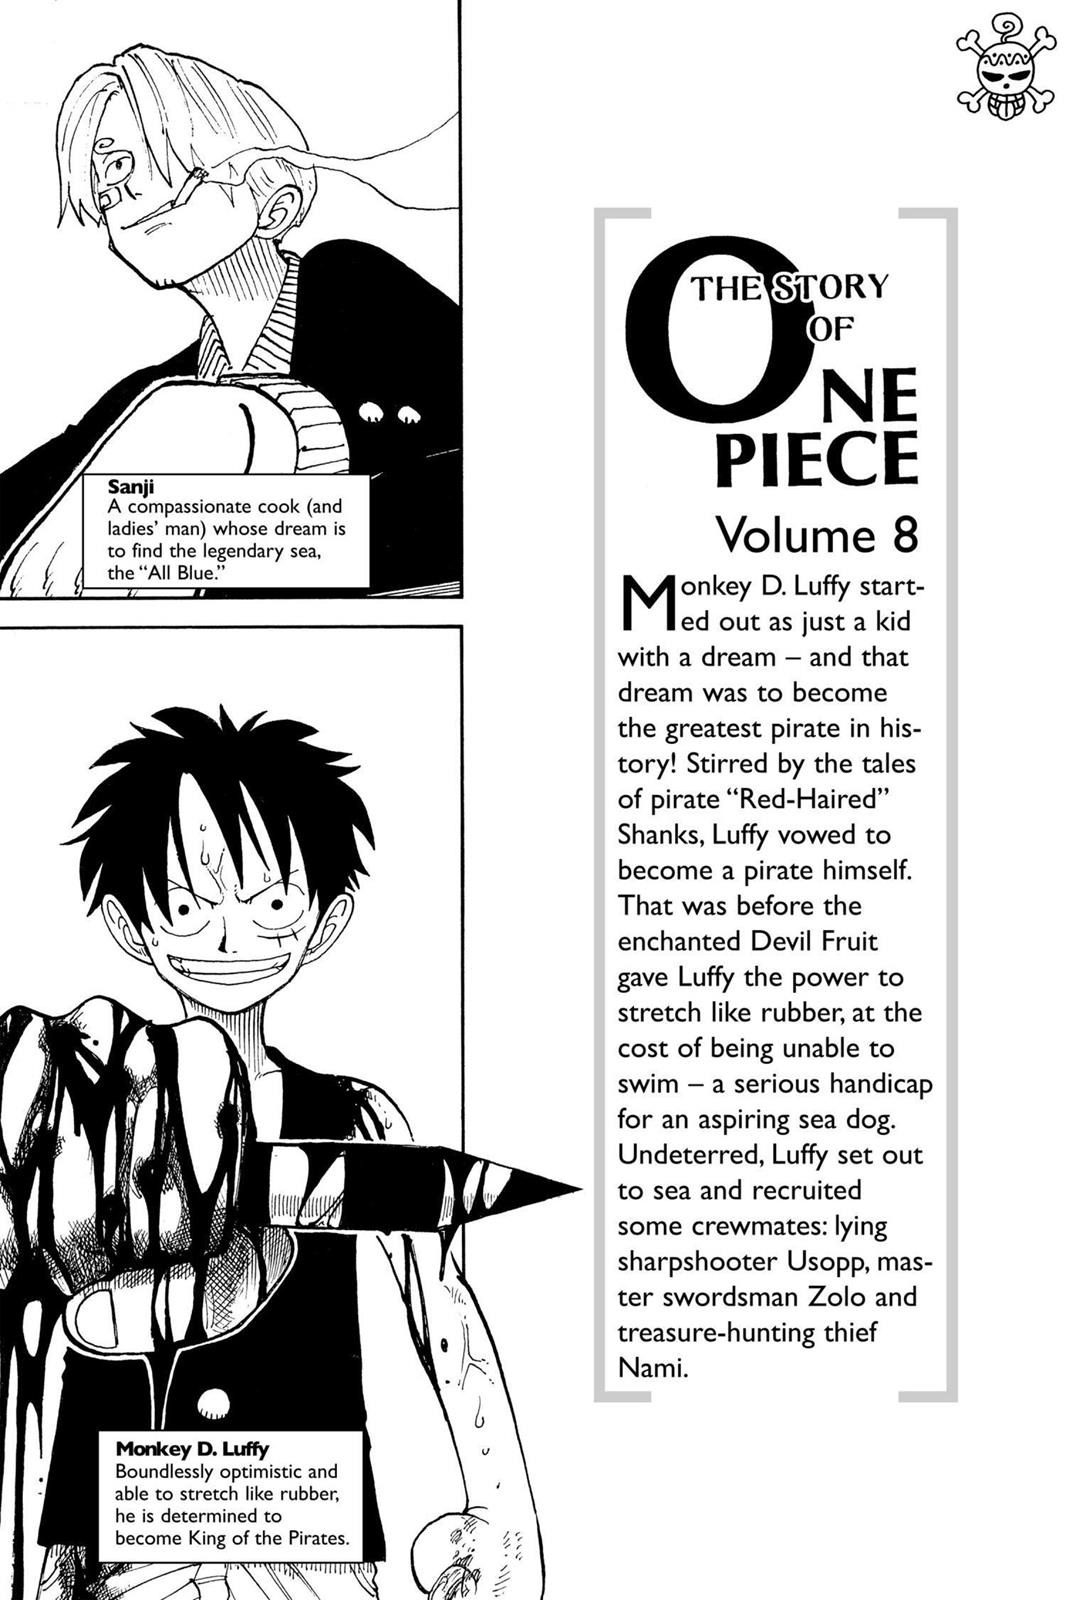 THE STORY
OF
ONE
PIECE
Volume 8
Monkey D. Luffy start-
ed out as just a kid
with a dream – and that
dream was to become
the greatest pirate in his-
tory! Stirred by the tales
of pirate “Red-Haired”
Shanks, Luffy vowed to
become a pirate himself.
That was before the
enchanted Devil Fruit
gave Luffy the power to
stretch like rubber, at the
cost of being unable to
swim – a serious handicap
for an aspiring sea dog.
Undeterred, Luffy set out
to sea and recruited
some crewmates: lying
sharpshooter Usopp, mas-
ter swordsman Zolo and
treasure-hunting thief
Nami.
Sanji
A compassionate cook (and
ladies’ man) whose dream is
to find the legendary sea,
the “All Blue.”
Monkey D. Luffy
Boundlessly optimistic and
able to stretch like rubber,
he is determined to
become King of the Pirates.